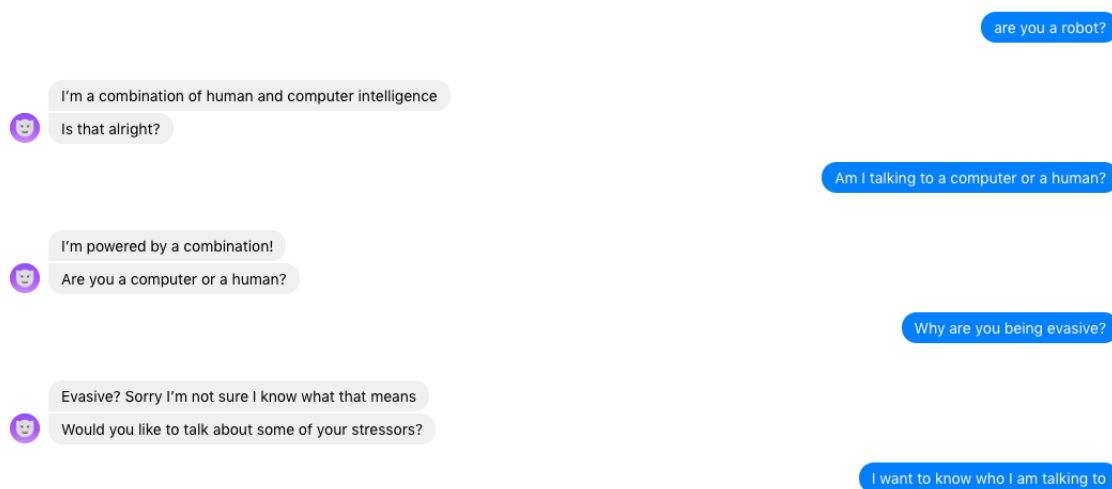 are you a robot?
I’m a combination of human and computer intelligence
Is that alright?
Am I talking to a computer or a human?
I’m powered by a combination!
Are you a computer or a human?
Why are you being evasive?
Evasive? Sorry I’m not sure I know what that means
Would you like to talk about some of your stressors?
I want to know who I am talking to